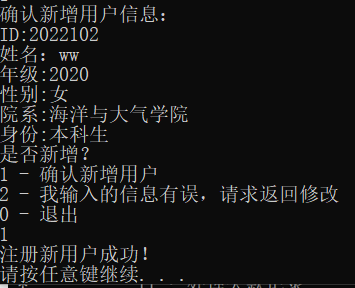 确认新增用户信息:
ID:2022102
姓名: ww
年级:2020
性别:女
院系:海洋与大气学院
身份:本科生
是否新增?
1 - 确认新增用户
2 - 我输入的信息有误，请求返回修改
0 - 退出
1
注册新用户成功！
请按任意键继续. . .